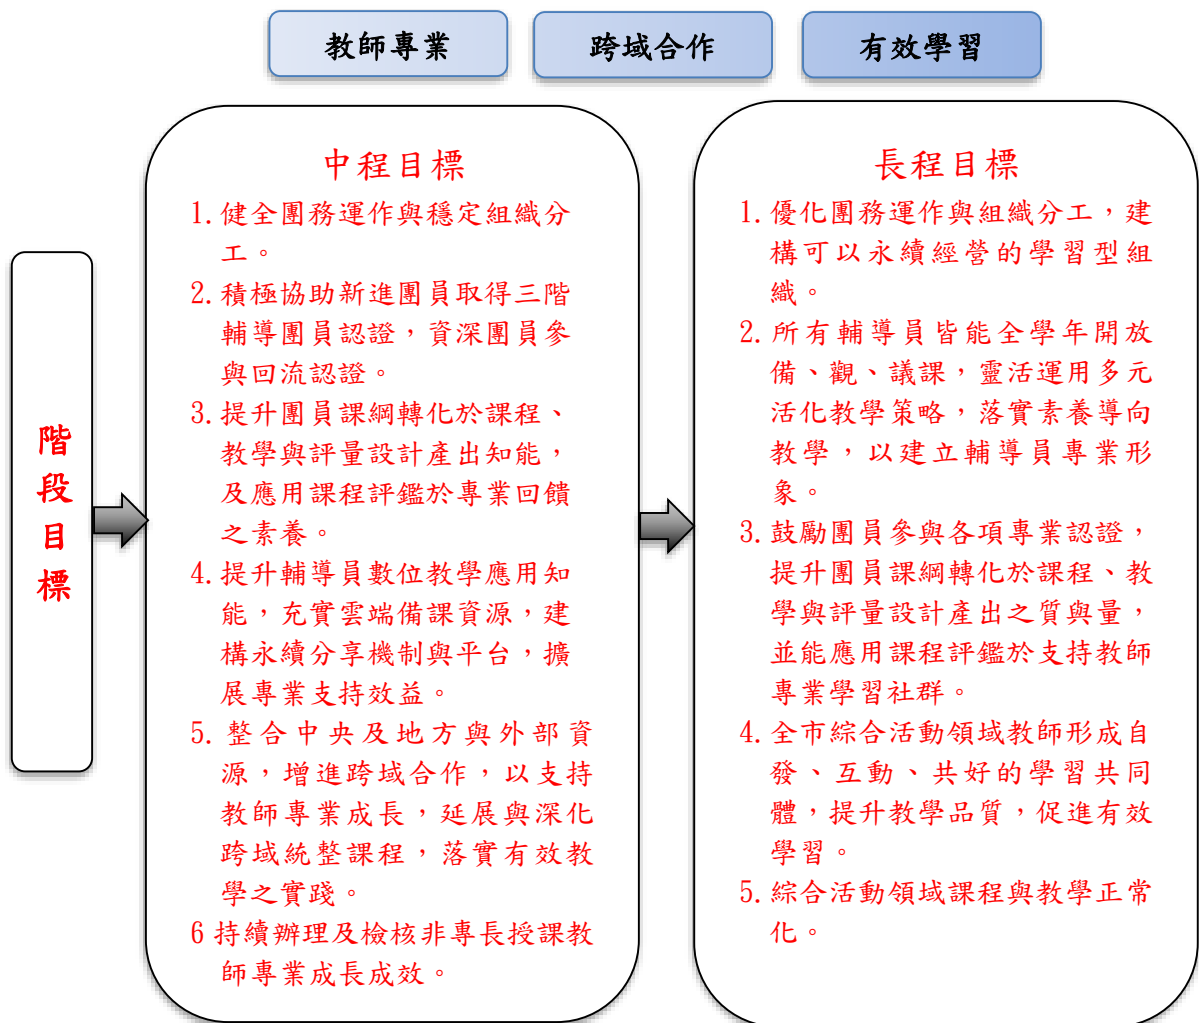 教師專業
跨域合作
有效學習
階段目標
中程目標
1.健全團務運作與穩定組織分
工。
2.積極協助新進團員取得三階
輔導團員認證，資深團員參
與回流認證。
3.提升團員課綱轉化於課程、
教學與評量設計產出知能，
及應用課程評鑑於專業回饋
之素養。
4.提升輔導員數位教學應用知
能，充實雲端備課資源，建
構永續分享機制與平台，擴
展專業支持效益。
5.整合中央及地方與外部資
源，增進跨域合作，以支持
教師專業成長，延展與深化
跨域統整課程，落實有效教
學之實踐。
6 持續辦理及檢核非專長授課教
師專業成長成效。
長程目標
1.優化團務運作與組織分工，建
構可以永續經營的學習型組
織。
2.所有輔導員皆能全學年開放
備、觀、議課，靈活運用多元
活化教學策略，落實素養導向
教學，以建立輔導員專業形
象。
3.鼓勵團員參與各項專業認證，
提升團員課綱轉化於課程、教
學與評量設計產出之質與量，
並能應用課程評鑑於支持教師
專業學習社群。
4.全市綜合活動領域教師形成自
發、互動、共好的學習共同
體，提升教學品質，促進有效
學習。
5.綜合活動領域課程與教學正常
化。